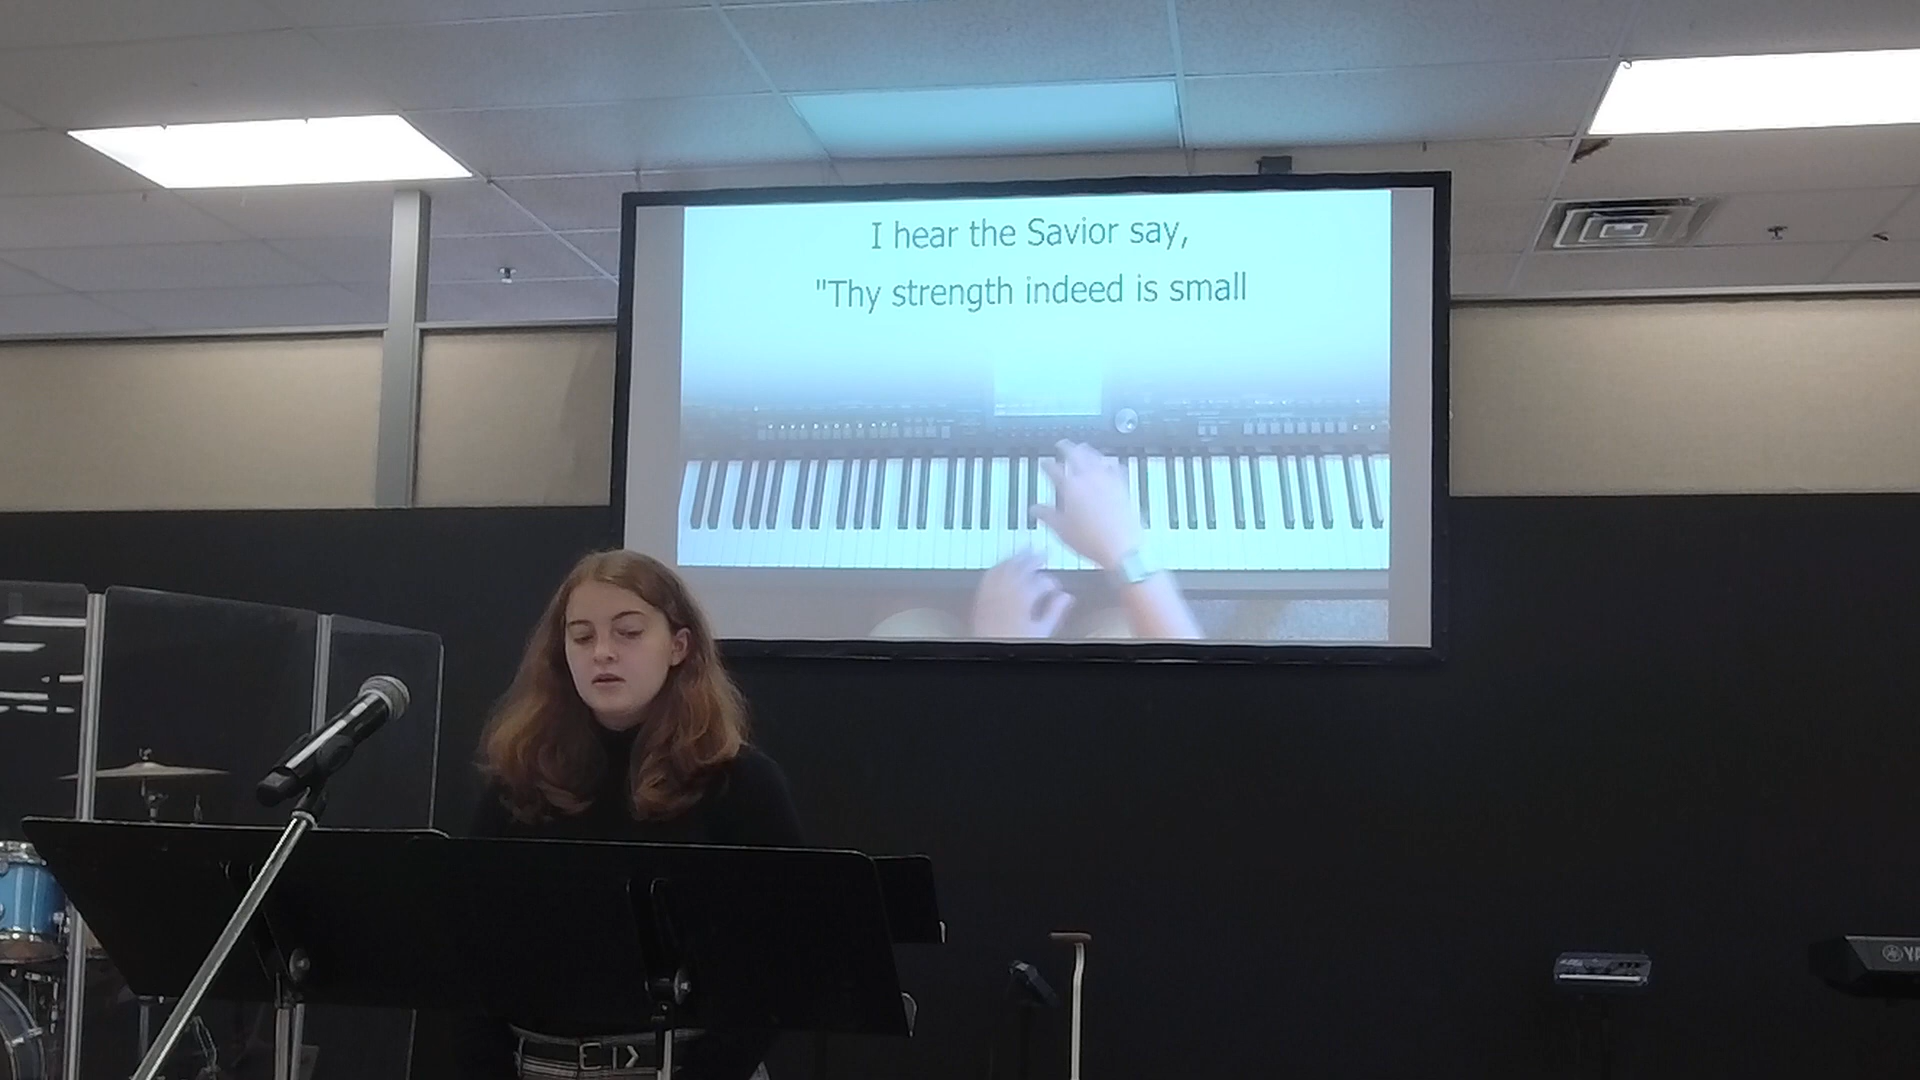 I hear the Savior say,
"Thy strength indeed is small